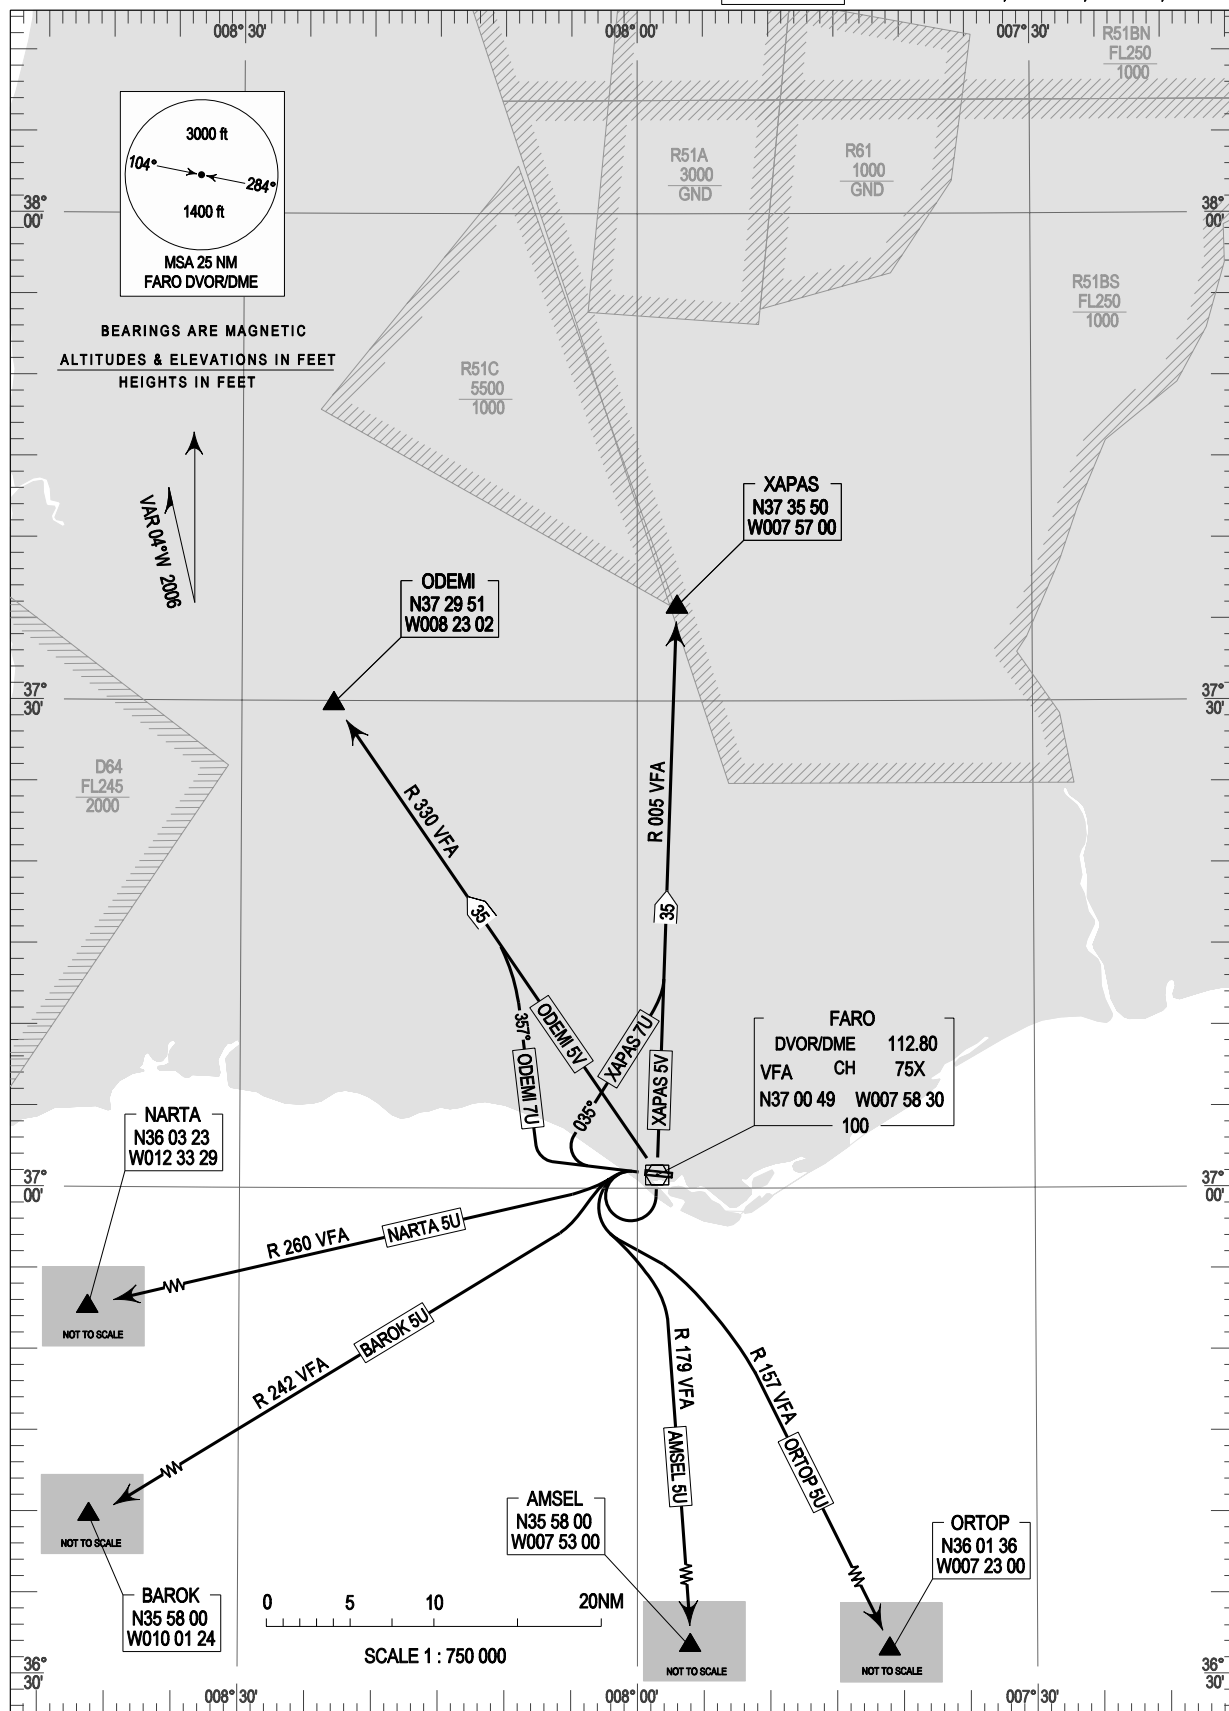 008° 30'
008° 00'
007° 30'
R51BN
FL250
1000
3000 ft
104°
284°
1400 ft
MSA 25 NM
FARO DVOR/DME
R51A
3000
GND
R61
1000
GND
38°
00'
38°
00'
R51BS
FL250
1000
BEARINGS ARE MAGNETIC
ALTITUDES & ELEVATIONS IN FEET
HEIGHTS IN FEET
R51C
5500
1000
VAR 04°W 2006
XAPAS
N37 35 50
W007 57 00
ODEMI
N37 29 51
W008 23 02
37°
30'
37°
30'
D64
FL245
2000
R 330 VFA
R 005 VFA
35
35
357°
ODEMI 5V
XAPAS 7U
ODEMI 7U
035°
XAPAS 5V
FARO
DVOR/DME 112.80
VFA CH 75X
N37 00 49 W007 58 30
100
NARTA
N36 03 23
W012 33 29
37°
00'
37°
00'
R 260 VFA
NARTA 5U
NOT TO SCALE
BAROK 5U
R 242 VFA
R 179 VFA
R 157 VFA
AMSEL 5U
ORTOP 5U
NOT TO SCALE
AMSEL
N35 58 00
W007 53 00
ORTOP
N36 01 36
W007 23 00
BAROK
N35 58 00
W010 01 24
0 5 10 20NM
SCALE 1 : 750 000
NOT TO SCALE
NOT TO SCALE
36°
30'
36°
30'
008° 30'
008° 00'
007° 30'